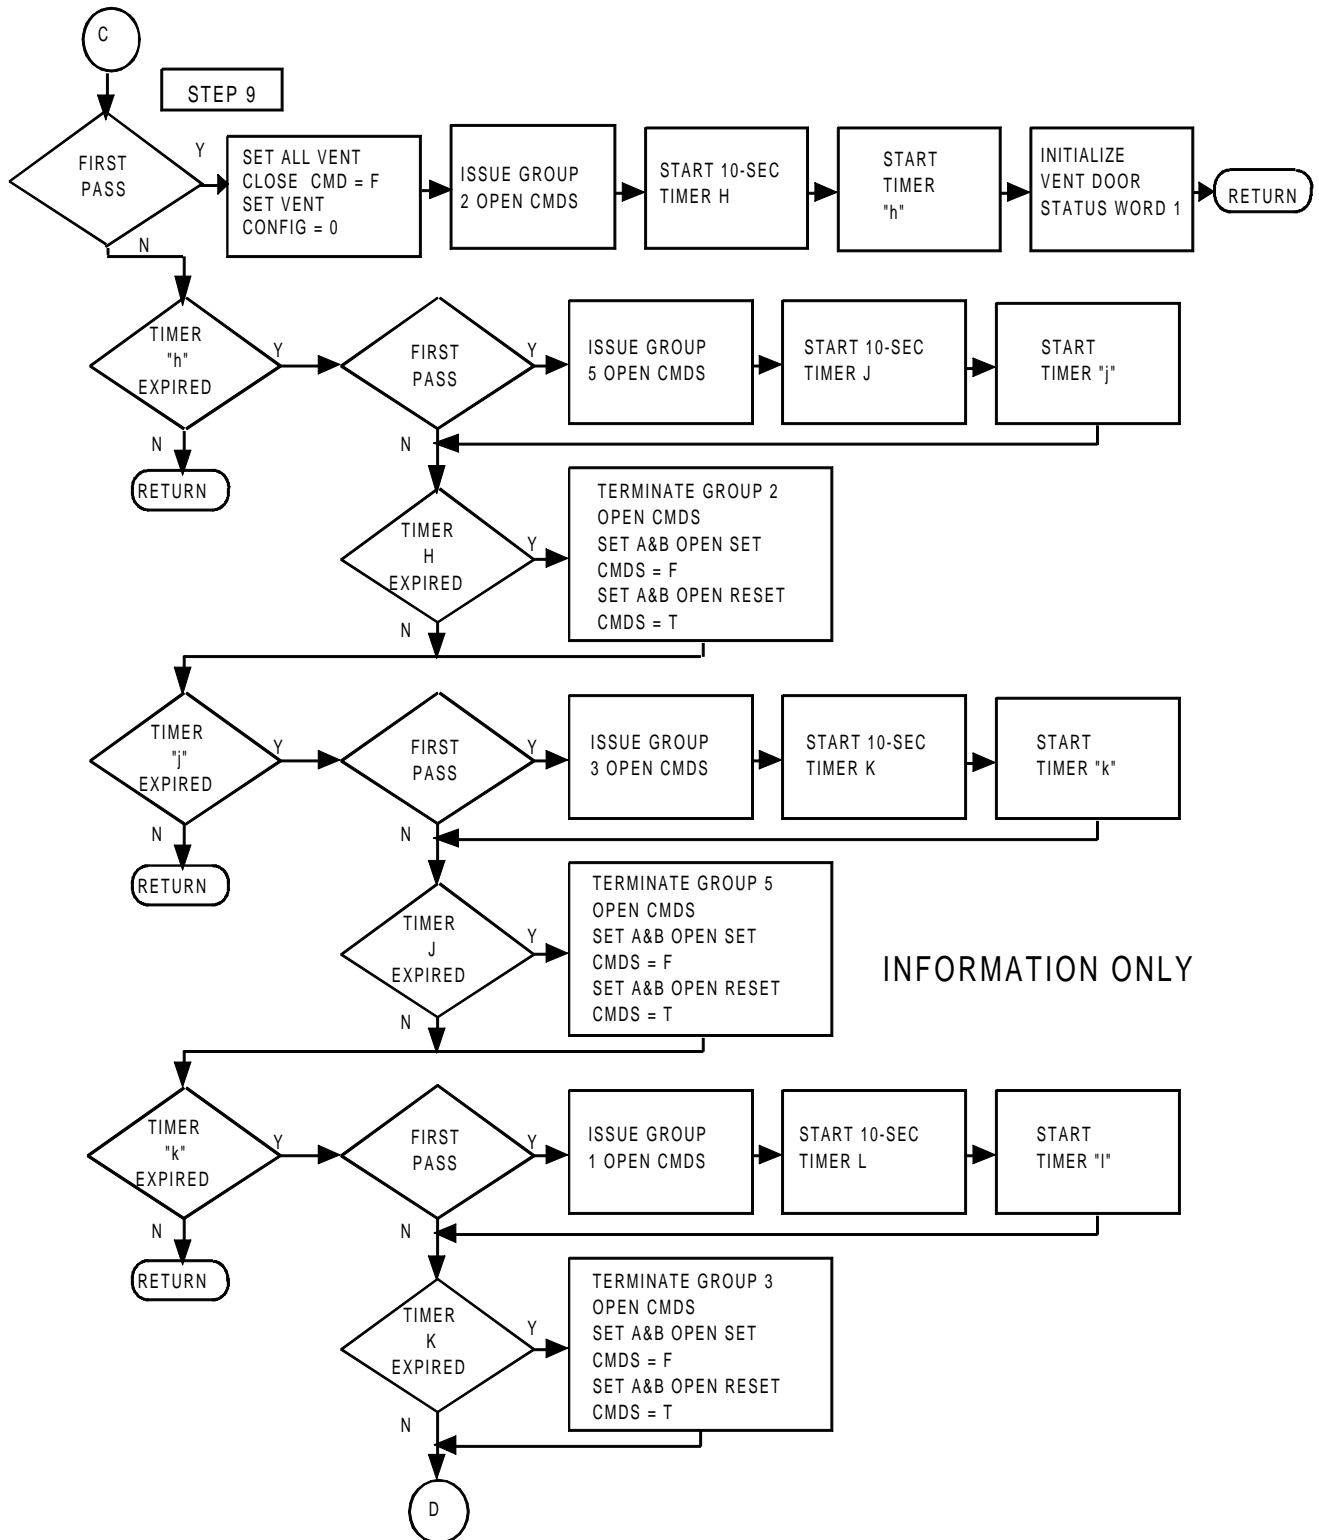 C
STEP 9
FIRST
PASS
Y
N
SET ALL VENT
CLOSE CMD = F
SET VENT
CONFIG = 0
ISSUE GROUP
2 OPEN CMDS
START 10-SEC
TIMER H
START
TIMER
"h"
INITIALIZE
VENT DOOR
STATUS WORD 1
RETURN
TIMER
"h"
EXPIRED
Y
N
RETURN
FIRST
PASS
Y
N
ISSUE GROUP
5 OPEN CMDS
START 10-SEC
TIMER J
START
TIMER "j"
TIMER
H
EXPIRED
Y
N
TERMINATE GROUP 2
OPEN CMDS
SET A&B OPEN SET
CMDS = F
SET A&B OPEN RESET
CMDS = T
TIMER
"j"
EXPIRED
Y
N
RETURN
FIRST
PASS
Y
N
ISSUE GROUP
3 OPEN CMDS
START 10-SEC
TIMER K
START
TIMER "k"
TIMER
J
EXPIRED
Y
N
TERMINATE GROUP 5
OPEN CMDS
SET A&B OPEN SET
CMDS = F
SET A&B OPEN RESET
CMDS = T
INFORMATION ONLY
TIMER
"k"
EXPIRED
Y
N
RETURN
FIRST
PASS
Y
N
ISSUE GROUP
1 OPEN CMDS
START 10-SEC
TIMER L
START
TIMER "l"
TIMER
K
EXPIRED
Y
N
TERMINATE GROUP 3
OPEN CMDS
SET A&B OPEN SET
CMDS = F
SET A&B OPEN RESET
CMDS = T
D